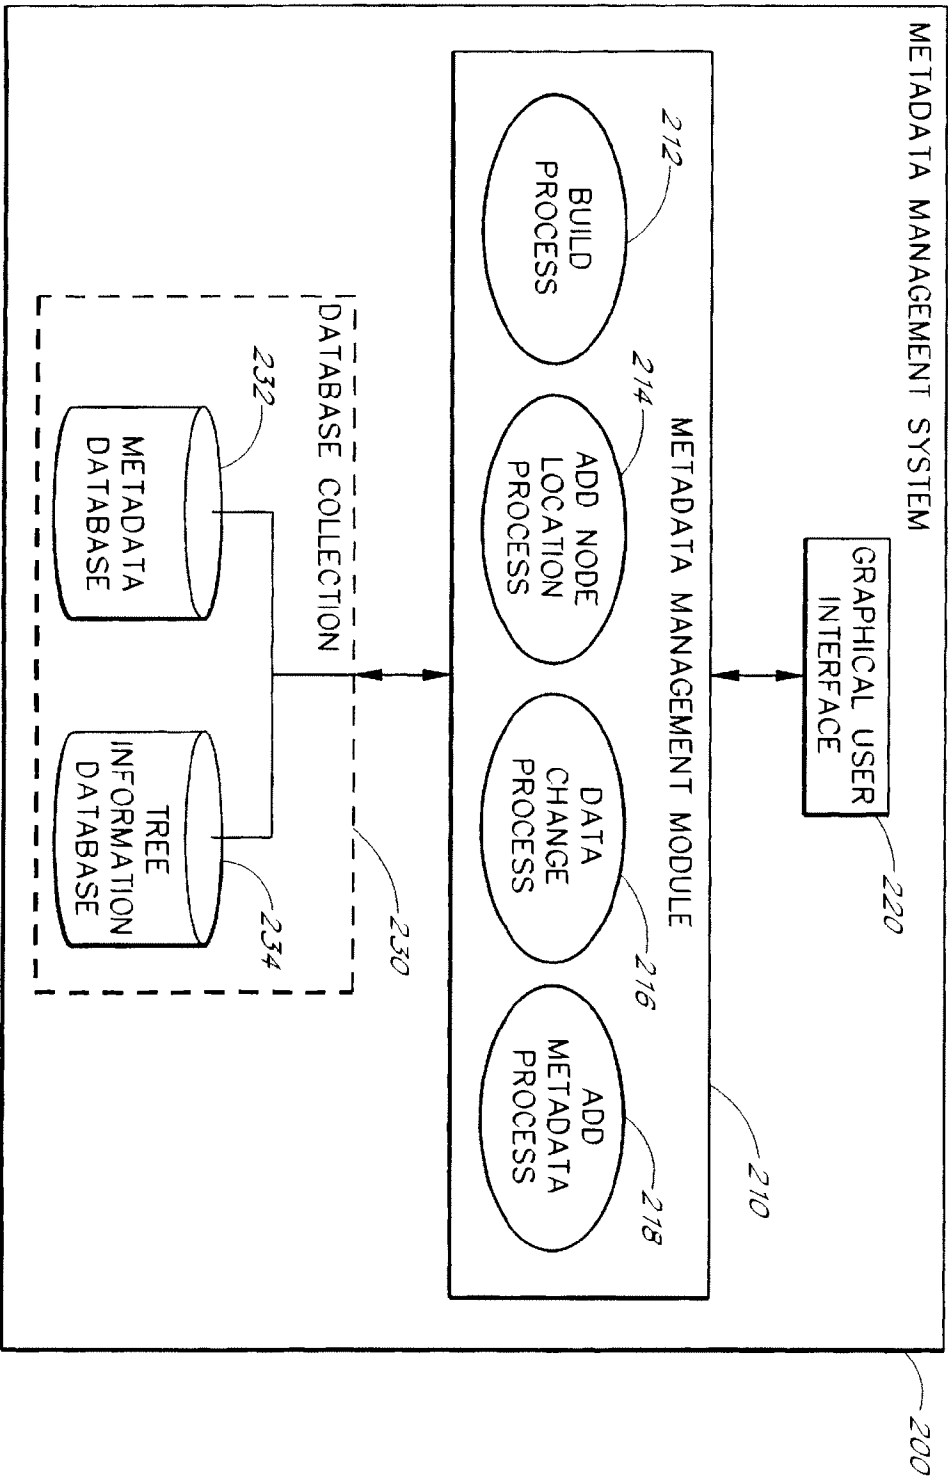 METADATA MANAGEMENT SYSTEM
200
GRAPHICAL USER
INTERFACE
220
METADATA MANAGEMENT MODULE
210
212
BUILD
PROCESS
214
ADD NODE
LOCATION
PROCESS
216
DATA
CHANGE
PROCESS
218
ADD
METADATA
PROCESS
DATABASE COLLECTION
230
232
METADATA
DATABASE
234
TREE
INFORMATION
DATABASE